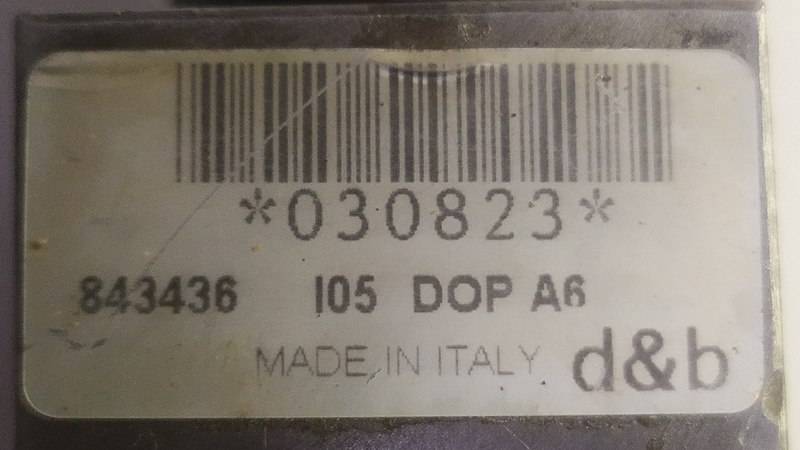 *030823*
843436 I05 DOP A6
MADE IN ITALY d&b